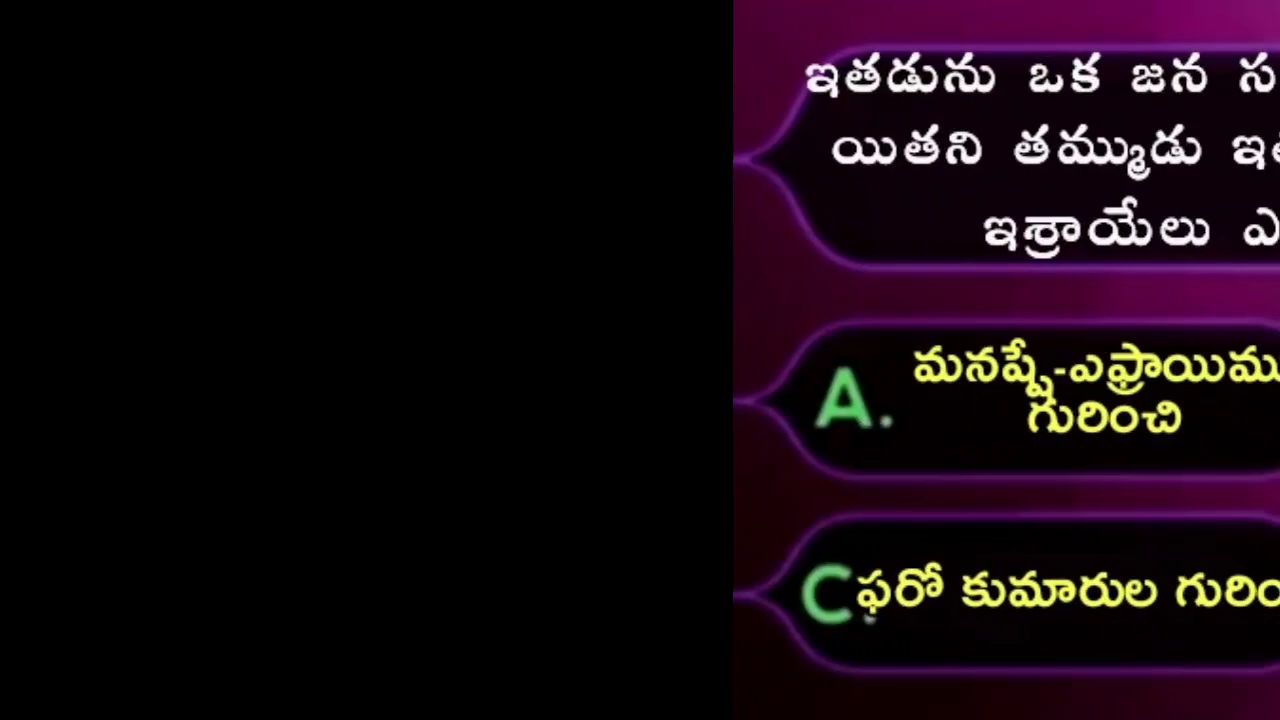 ఇతడును ఒక జన స
యితని తమ్ముడు
ఇశ్రాయేలు ఎ
A. మనష్షే-ఎఫ్రాయిము
గురించి
C. ఫరో కుమారుల గురిం